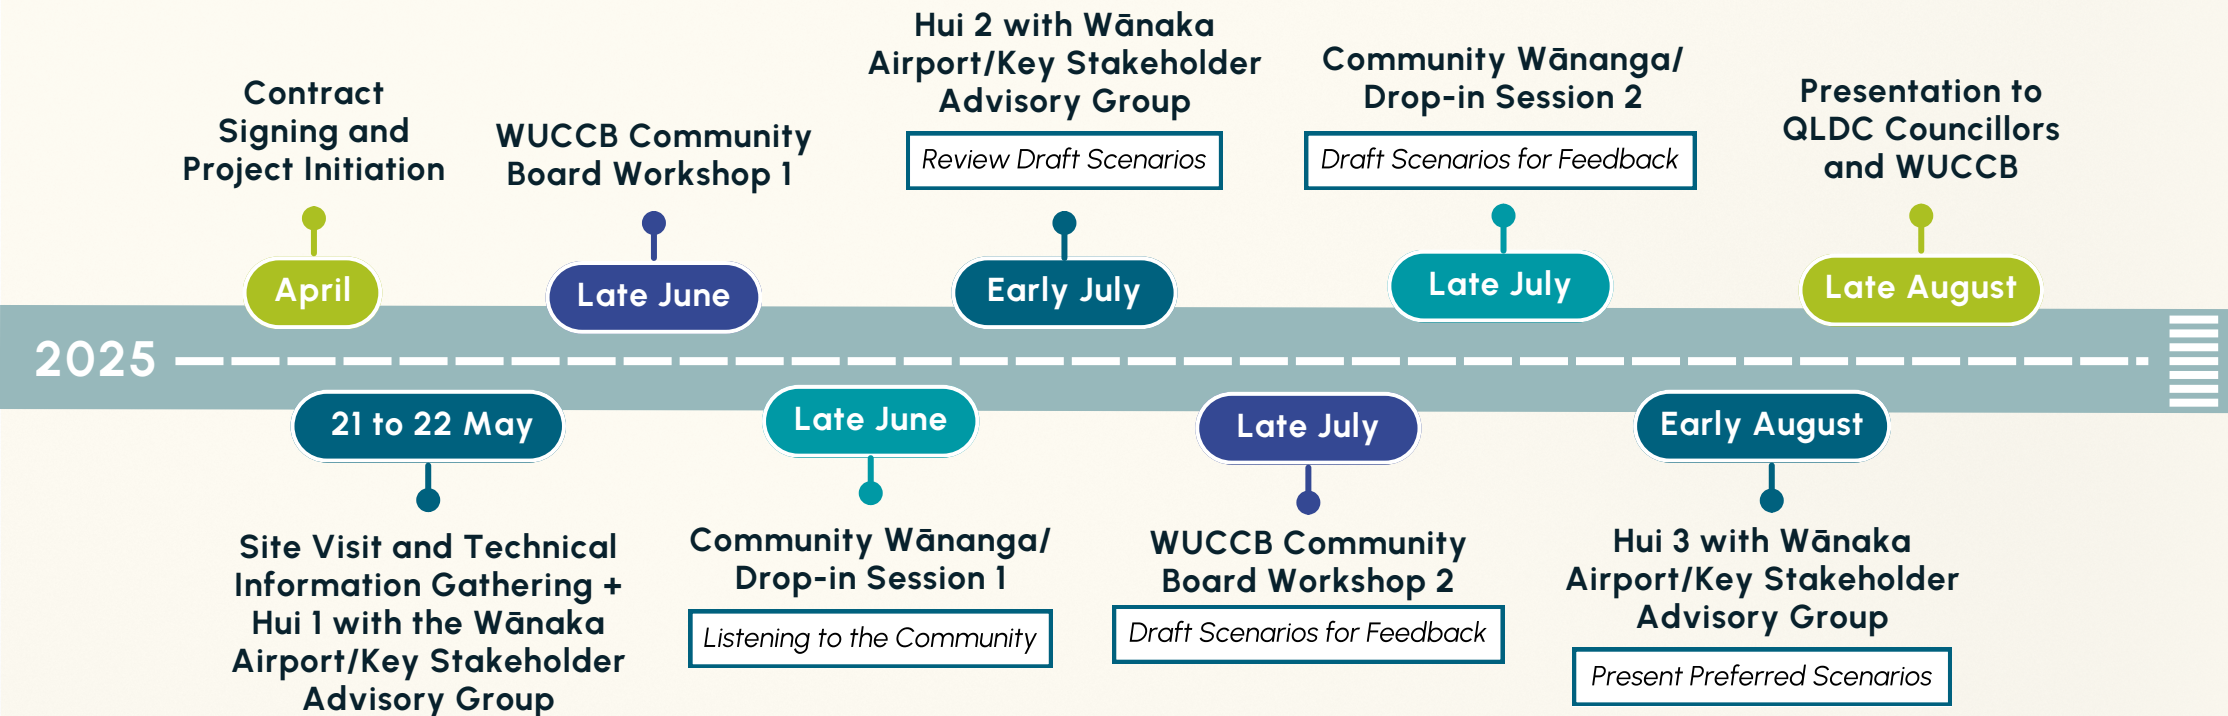 Contract
Signing and
Project Initiation
April
WUCCB Community
Board Workshop 1
Late June
Hui 2 with Wānaka
Airport/Key Stakeholder
Advisory Group
Review Draft Scenarios
Early July
Community Wānanga/
Drop-in Session 2
Draft Scenarios for Feedback
Late July
Presentation to
QLDC Councillors
and WUCCB
Late August
2025
21 to 22 May
Site Visit and Technical
Information Gathering +
Hui 1 with the Wānaka
Airport/Key Stakeholder
Advisory Group
Late June
Community Wānanga/
Drop-in Session 1
Listening to the Community
Late July
WUCCB Community
Board Workshop 2
Draft Scenarios for Feedback
Early August
Hui 3 with Wānaka
Airport/Key Stakeholder
Advisory Group
Present Preferred Scenarios